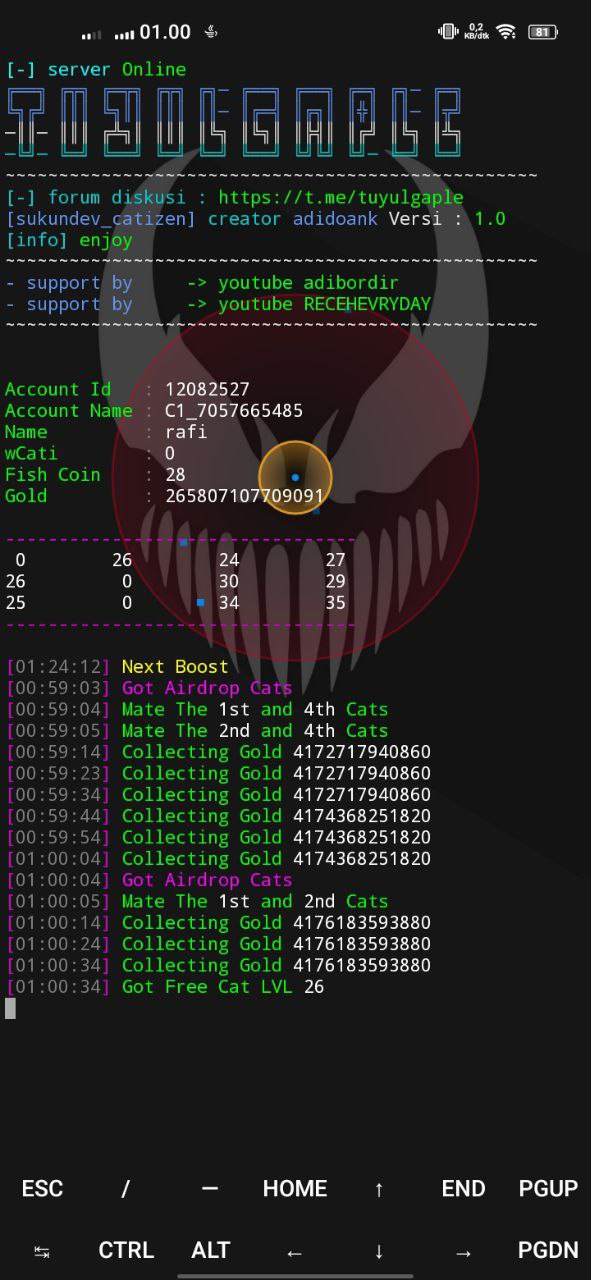 01.00 0,2 KB/dtk 81
[-] server Online
TUYULGAPLE
~~~~~~~~~~~~~~~~~~~~~~~~~~~~~~~~~~~~~~~~~~~~~~~~~~
[-] forum diskusi : https://t.me/tuyulgaple
[sukundev_catizen] creator adidoank Versi : 1.0
[info] enjoy
~~~~~~~~~~~~~~~~~~~~~~~~~~~~~~~~~~~~~~~~~~~~~~~~~~
- support by -> youtube adibordir
- support by -> youtube RECEHEVRYDAY
~~~~~~~~~~~~~~~~~~~~~~~~~~~~~~~~~~~~~~~~~~~~~~~~~~
Account Id : 12082527
Account Name : C1_7057665485
Name : rafi
wCati : 0
Fish Coin : 28
Gold : 265807107709091
---------------------------------
0 26 24 27
26 0 30 29
25 0 34 35
---------------------------------
[01:24:12] Next Boost
[00:59:03] Got Airdrop Cats
[00:59:04] Mate The 1st and 4th Cats
[00:59:05] Mate The 2nd and 4th Cats
[00:59:14] Collecting Gold 4172717940860
[00:59:23] Collecting Gold 4172717940860
[00:59:34] Collecting Gold 4172717940860
[00:59:44] Collecting Gold 4174368251820
[00:59:54] Collecting Gold 4174368251820
[01:00:04] Collecting Gold 4174368251820
[01:00:04] Got Airdrop Cats
[01:00:05] Mate The 1st and 2nd Cats
[01:00:14] Collecting Gold 4176183593880
[01:00:24] Collecting Gold 4176183593880
[01:00:34] Collecting Gold 4176183593880
[01:00:34] Got Free Cat LVL 26
ESC / — HOME ↑ END PGUP
↹ CTRL ALT ← ↓ → PGDN